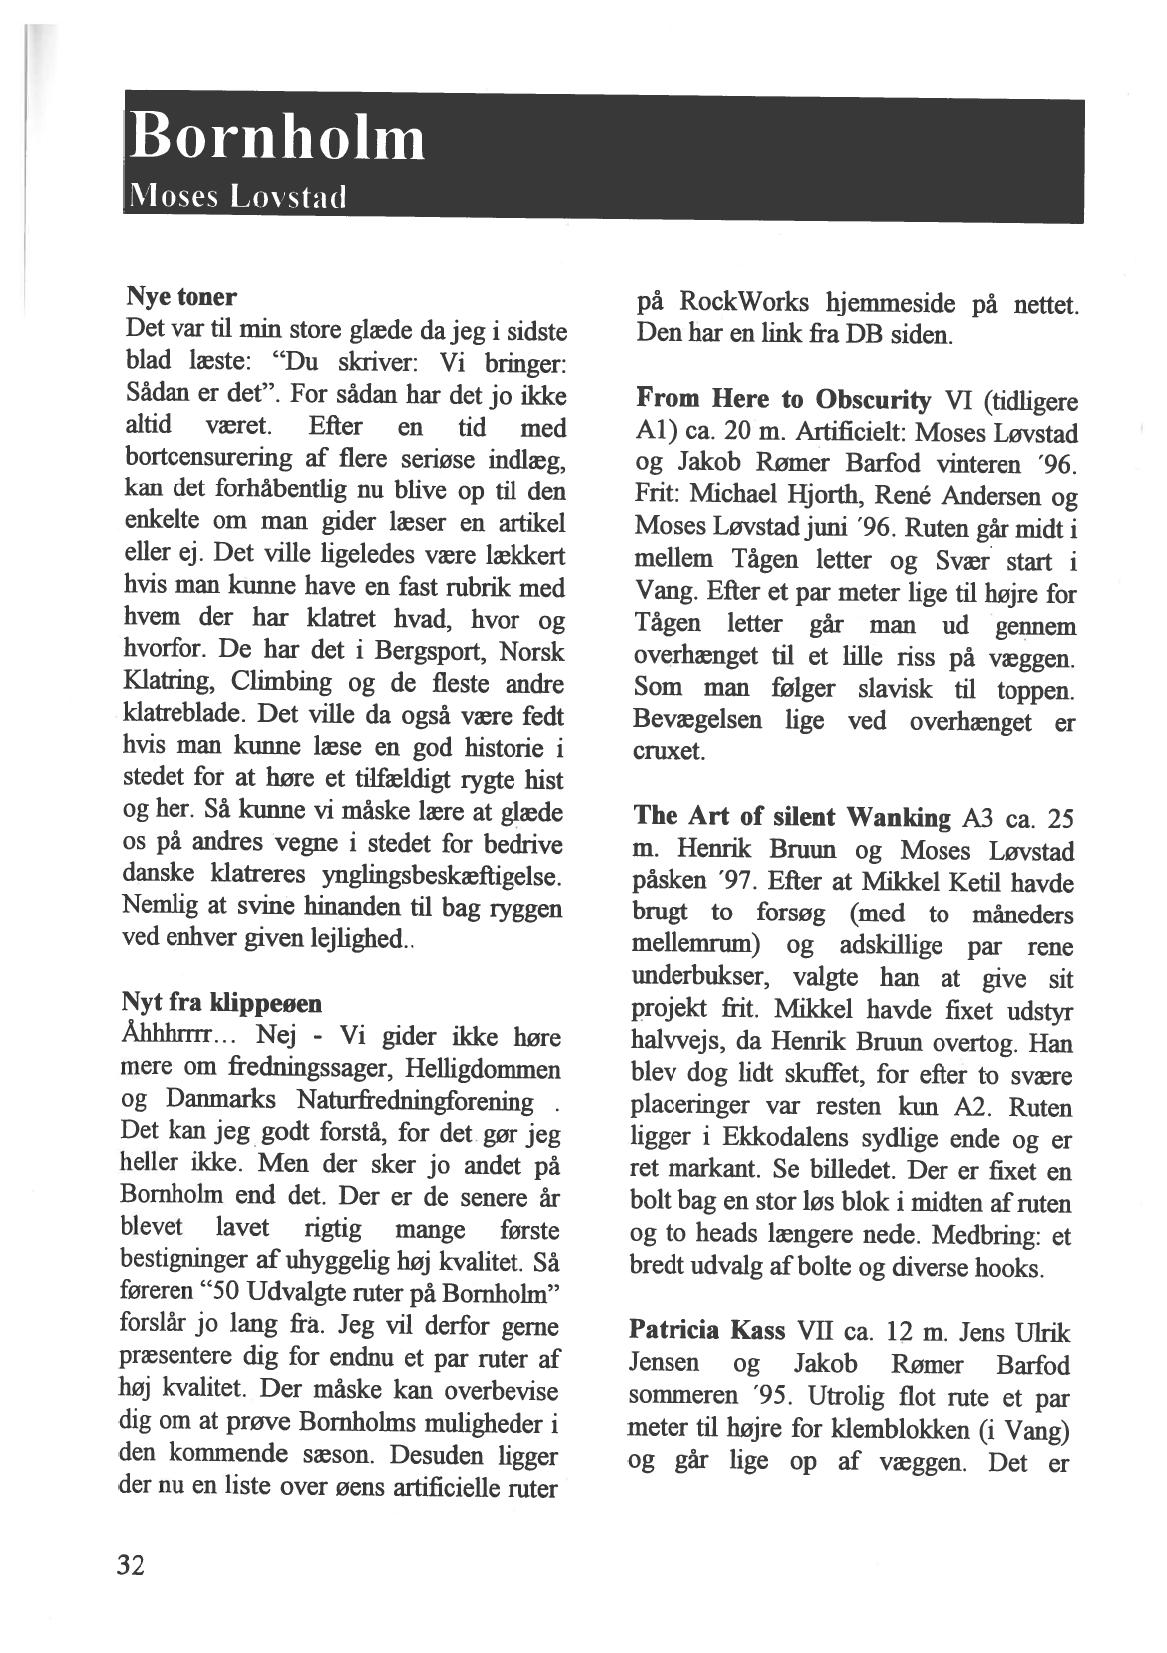 Bornholm
Moses Lovstad
Nye toner
Det var til min store glæde da jeg i sidste
blad læste: “Du skriver: Vi bringer:
Sådan er det”. For sådan har det jo ikke
altid været. Efter en tid med
bortcensurering af flere seriøse indlæg,
kan det forhåbentlig nu blive op til den
enkelte om man gider læser en artikel
eller ej. Det ville ligeledes være lækkert
hvis man kunne have en fast rubrik med
hvem der har klatret hvad, hvor og
hvorfor. De har det i Bergsport, Norsk
Klatring, Climbing og de fleste andre
klatreblade. Det ville da også være fedt
hvis man kunne læse en god historie i
stedet for at høre et tilfældigt rygte hist
og her. Så kunne vi måske lære at glæde
os på andres vegne i stedet for bedrive
danske klatreres ynglingsbeskæftigelse.
Nemlig at svine hinanden til bag ryggen
ved enhver given lejlighed..
Nyt fra klippeøen
Åhhhrrrr... Nej - Vi gider ikke høre
mere om fredningssager, Helligdommen
og Danmarks Naturfredningforening .
Det kan jeg godt forstå, for det gør jeg
heller ikke. Men der sker jo andet på
Bornholm end det. Der er de senere år
blevet lavet rigtig mange første
bestigninger af uhyggelig høj kvalitet. Så
føreren “50 Udvalgte ruter på Bornholm”
forslår jo lang fra. Jeg vil derfor gerne
præsentere dig for endnu et par ruter af
høj kvalitet. Der måske kan overbevise
dig om at prøve Bornholms muligheder i
den kommende sæson. Desuden ligger
der nu en liste over øens artificielle ruter
på RockWorks hjemmeside på nettet.
Den har en link fra DB siden.
From Here to Obscurity VI (tidligere
A1) ca. 20 m. Artificielt: Moses Løvstad
og Jakob Rømer Barfod vinteren ´96.
Frit: Michael Hjorth, René Andersen og
Moses Løvstad juni ´96. Ruten går midt i
mellem Tågen letter og Svær start i
Vang. Efter et par meter lige til højre for
Tågen letter går man ud gennem
overhænget til et lille riss på væggen.
Som man følger slavisk til toppen.
Bevægelsen lige ved overhænget er
cruxet.
The Art of silent Wanking A3 ca. 25
m. Henrik Bruun og Moses Løvstad
påsken ´97. Efter at Mikkel Ketil havde
brugt to forsøg (med to måneders
mellemrum) og adskillige par rene
underbukser, valgte han at give sit
projekt frit. Mikkel havde fixet udstyr
halvvejs, da Henrik Bruun overtog. Han
blev dog lidt skuffet, for efter to svære
placeringer var resten kun A2. Ruten
ligger i Ekkodalens sydlige ende og er
ret markant. Se billedet. Der er fixet en
bolt bag en stor løs blok i midten af ruten
og to heads længere nede. Medbring: et
bredt udvalg af bolte og diverse hooks.
Patricia Kass VII ca. 12 m. Jens Ulrik
Jensen og Jakob Rømer Barfod
sommeren ´95. Utrolig flot rute et par
meter til højre for klemblokken (i Vang)
og går lige op af væggen. Det er
32